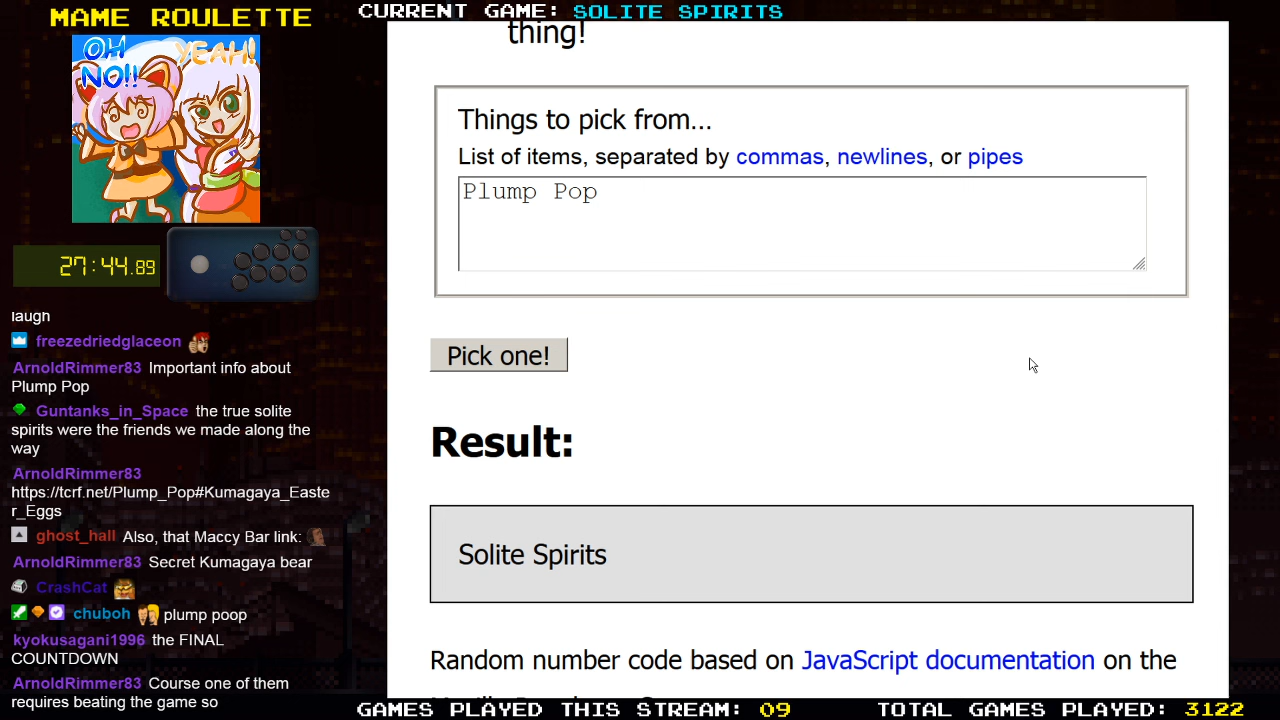 MAME ROULETTE
CURRENT GAME: SOLITE SPIRITS
OH NO!!
YEAH!
27:44.89
laugh
freezedriedglaceon
ArnoldRimmer83 Important info about
Plump Pop
Guntanks_in_Space the true solite
spirits were the friends we made along the
way
ArnoldRimmer83
https://tcrf.net/Plump_Pop#Kumagaya_Easte
r_Eggs
ghost_hall Also, that Maccy Bar link:
ArnoldRimmer83 Secret Kumagaya bear
CrashCat
chuboh plump poop
kyokusagani1996 the FINAL
COUNTDOWN
ArnoldRimmer83 Course one of them
requires beating the game so
thing!
Things to pick from...
List of items, separated by commas, newlines, or pipes
Plump Pop
Pick one!
Result:
Solite Spirits
Random number code based on JavaScript documentation on the
GAMES PLAYED THIS STREAM: 09
TOTAL GAMES PLAYED: 3122